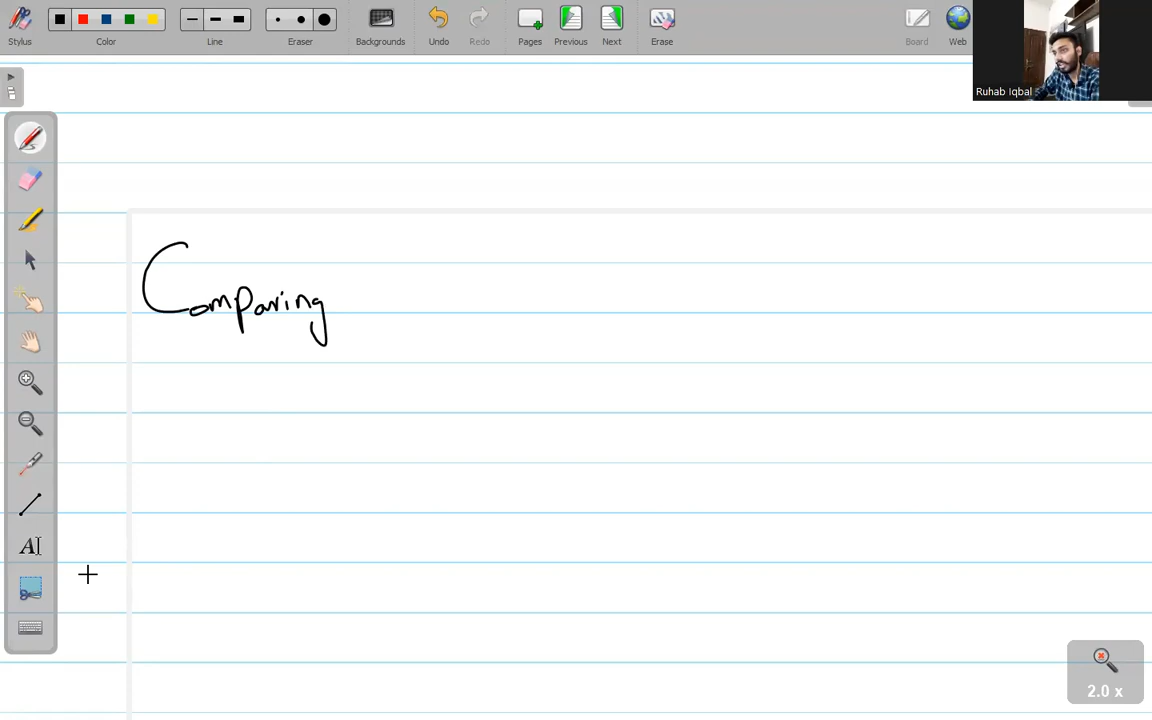 Stylus Color Line Eraser Backgrounds Undo Redo Pages Previous Next Erase Board Web
Ruhab Iqbal
Comparing
2.0 x